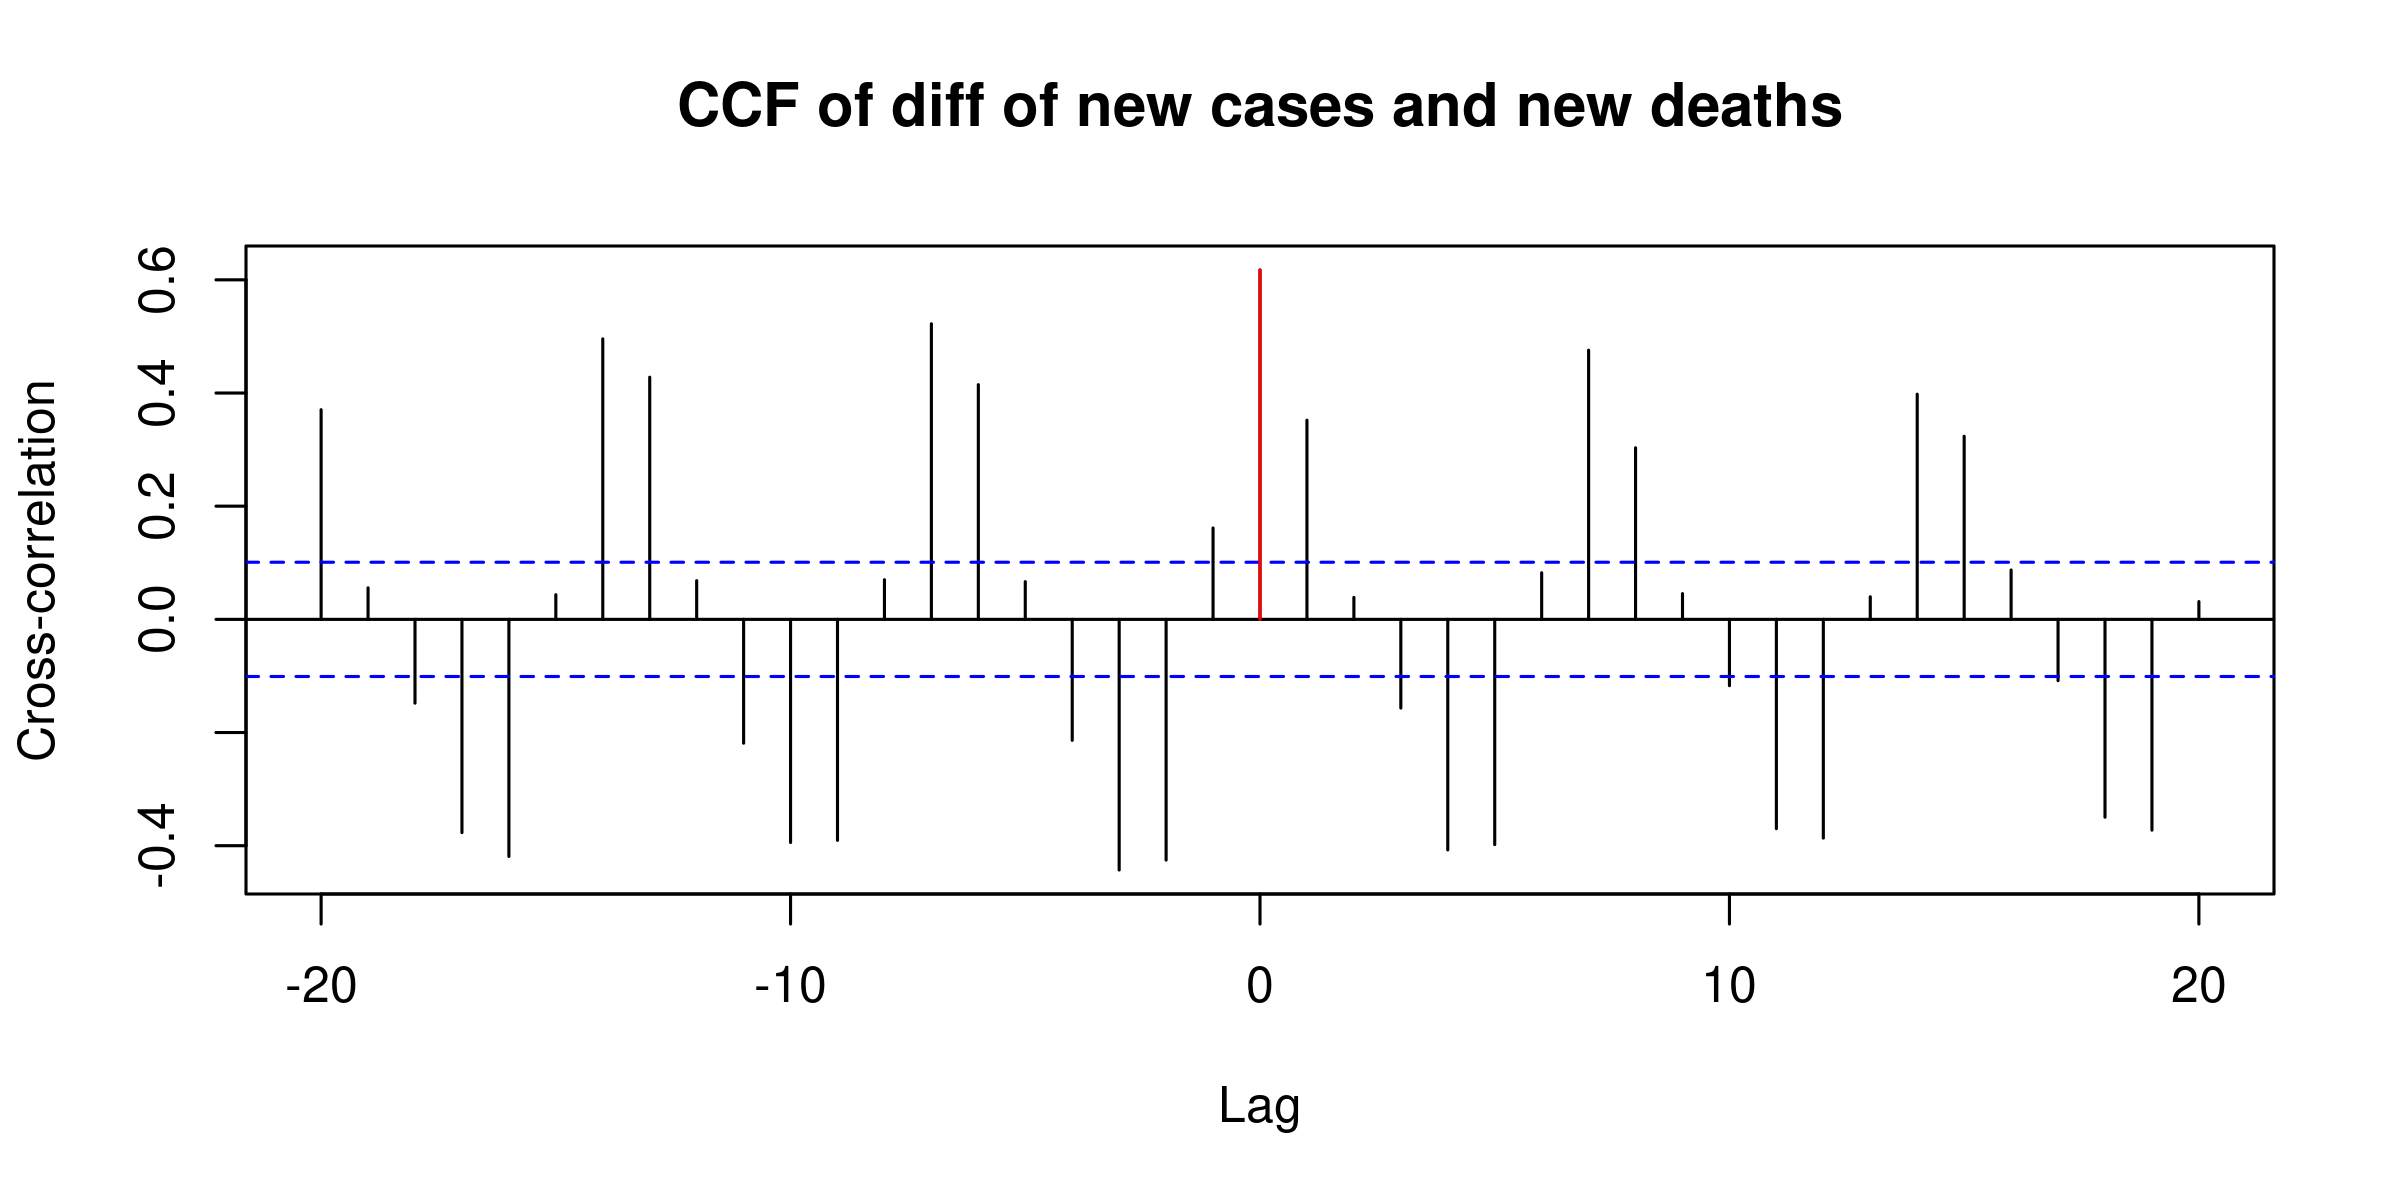 CCF of diff of new cases and new deaths
Cross-correlation
0.6
0.4
0.2
0.0
-0.4
-20 -10 0 10 20
Lag